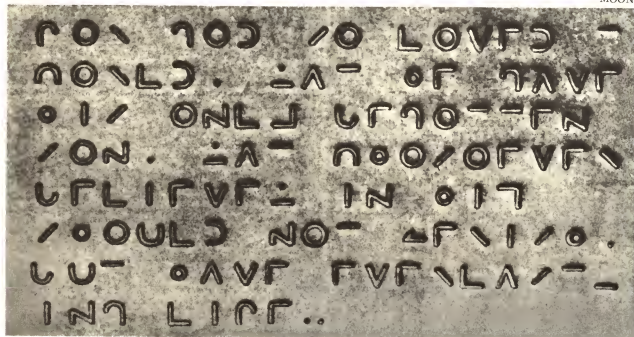 MOON
FOR GOD SO LOVED THE
WORLD. THAT HE GAVE
HIS ONLY BEGOTTEN
SON. THAT WHOSOEVER
BELIEVETH IN HIM
SHOULD NOT PERISH.
BUT HAVE EVERLAST-
ING LIFE..